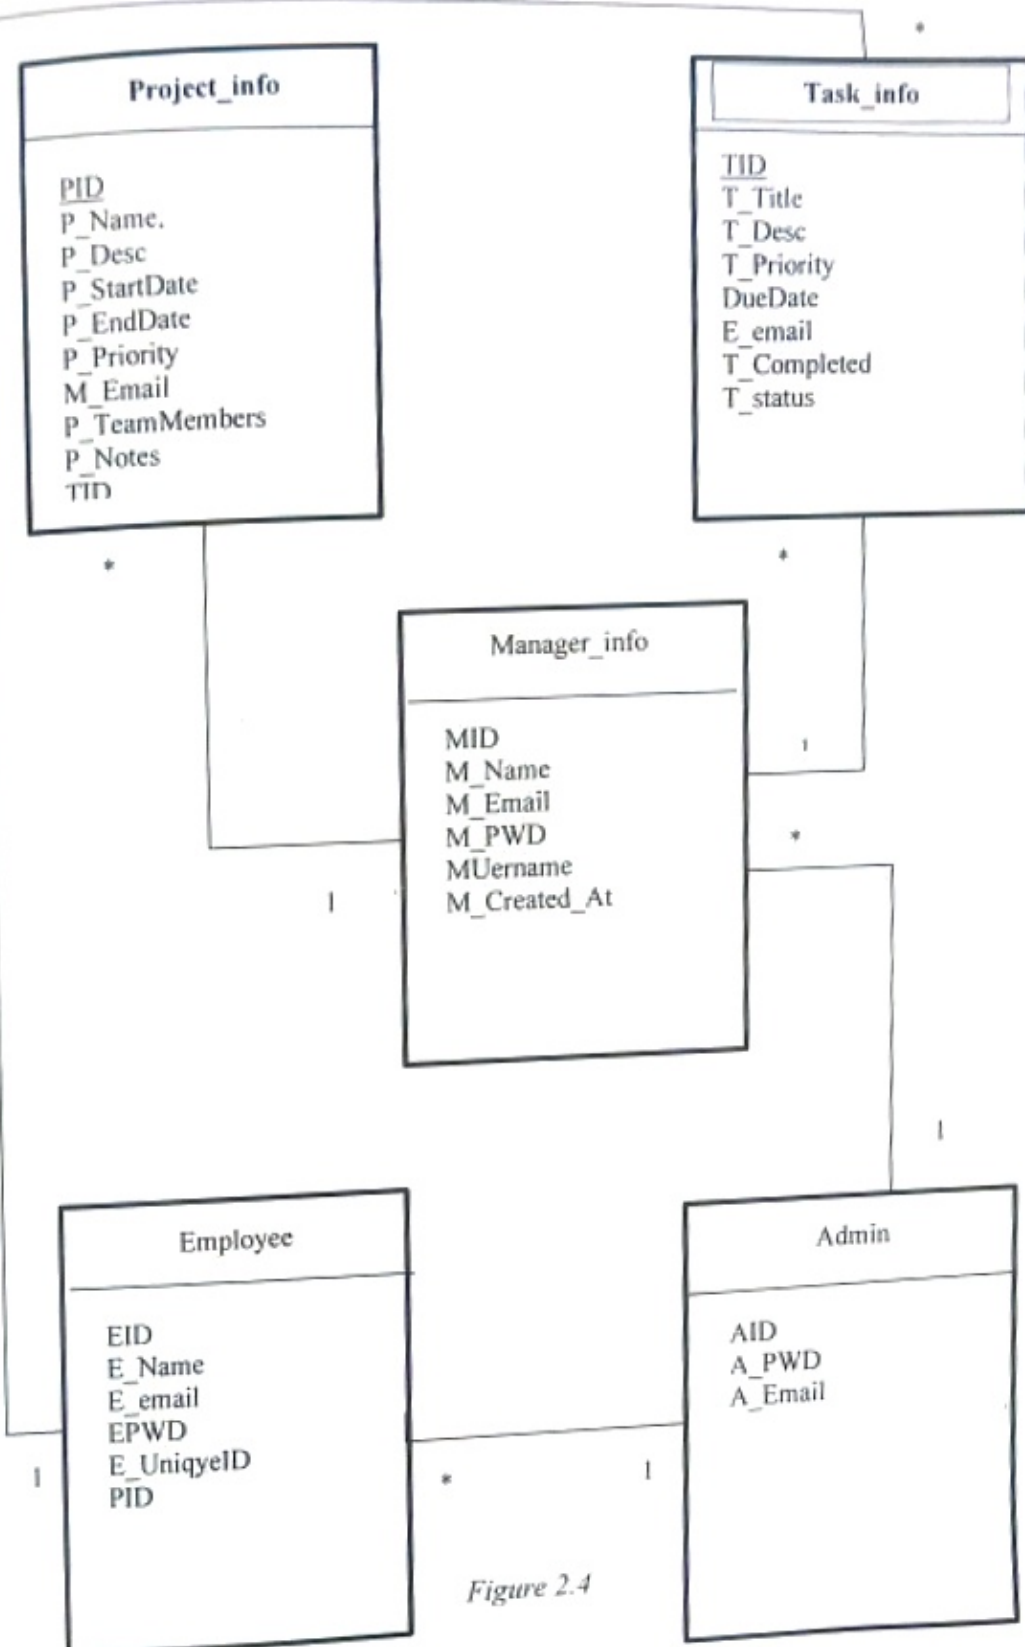 *
Project_info
PID
P_Name.
P_Desc
P_StartDate
P_EndDate
P_Priority
M_Email
P_TeamMembers
P_Notes
TID
*
Task_info
TID
T_Title
T_Desc
T_Priority
DueDate
E_email
T_Completed
T_status
*
Manager_info
MID
M_Name
M_Email
M_PWD
MUername
M_Created_At
1
*
1
1
Employee
EID
E_Name
E_email
EPWD
E_UniqyeID
PID
1
*
1
Admin
AID
A_PWD
A_Email
Figure 2.4